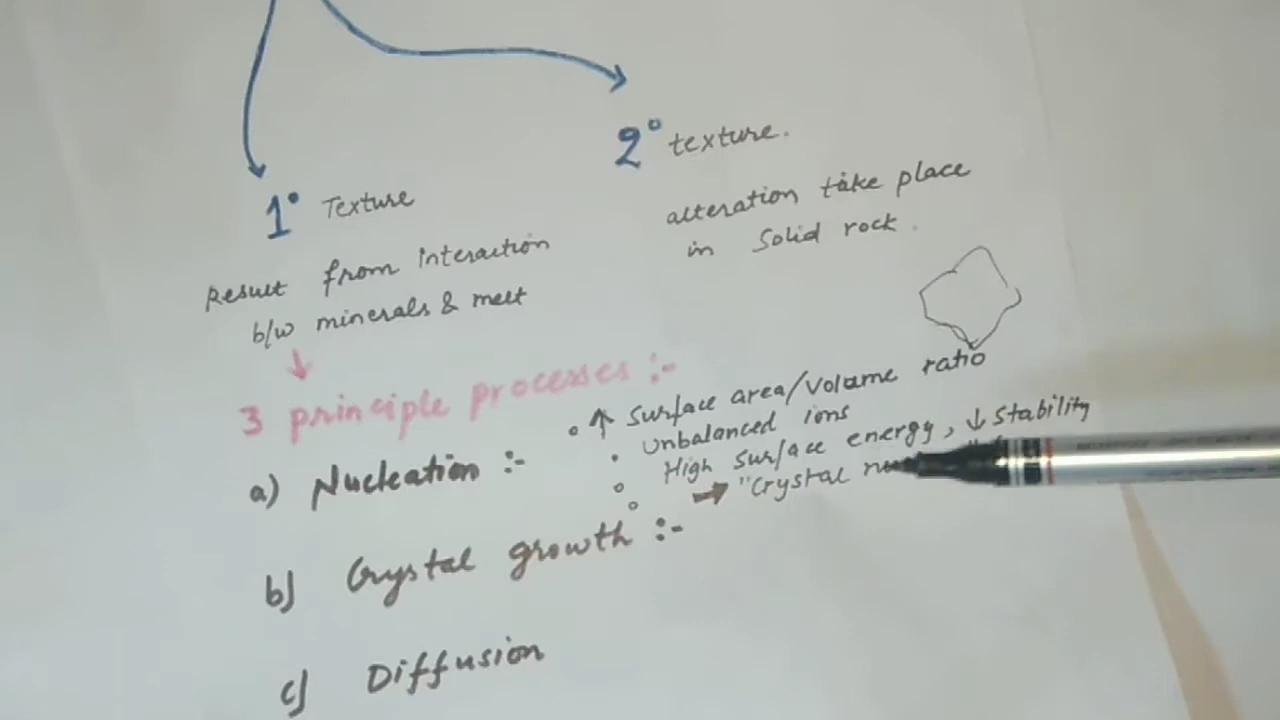 1° Texture
Result from interaction
b/w minerals & melt
2° texture.
alteration take place
in Solid rock.
3 principle processes :-
a) Nucleation :-
↑ Surface area/Volume ratio
Unbalanced ions
High surface energy, ↓ stability
→ "Crystal
b) Crystal growth :-
c) Diffusion